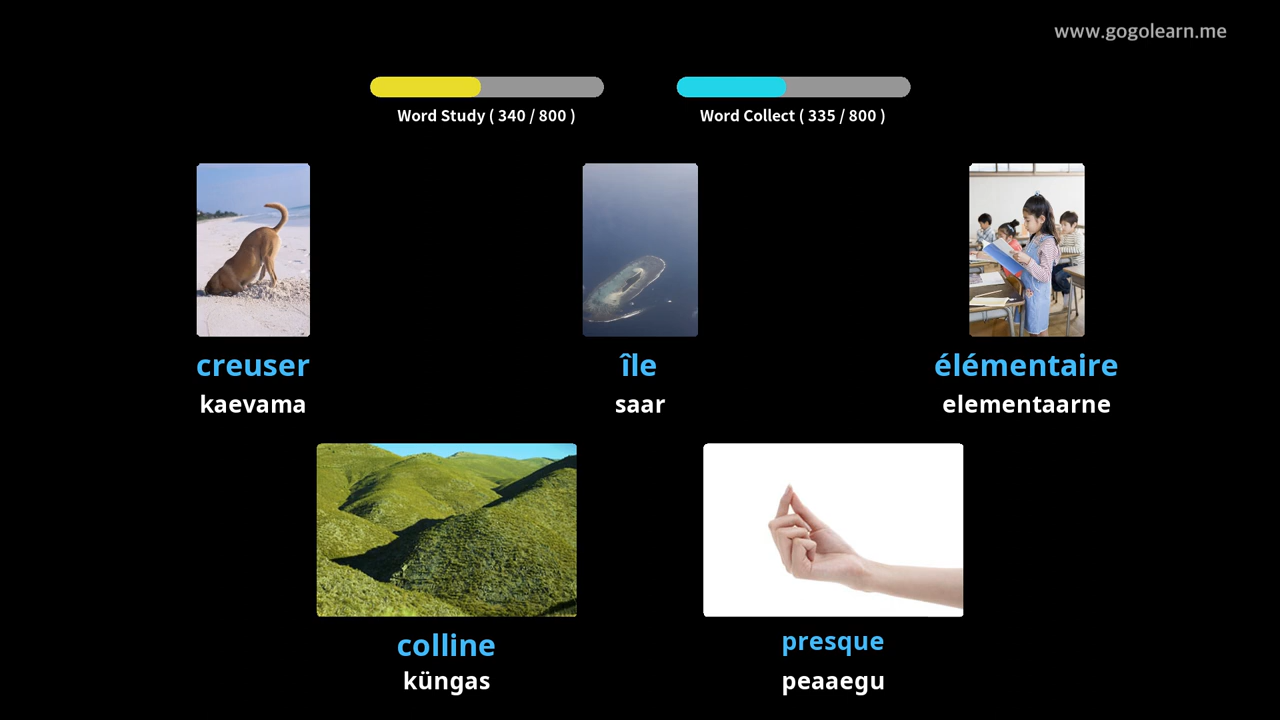 www.gogolearn.me
Word Study ( 340 / 800 )
Word Collect ( 335 / 800 )
creuser
kaevama
île
saar
élémentaire
elementaarne
colline
küngas
presque
peaaegu